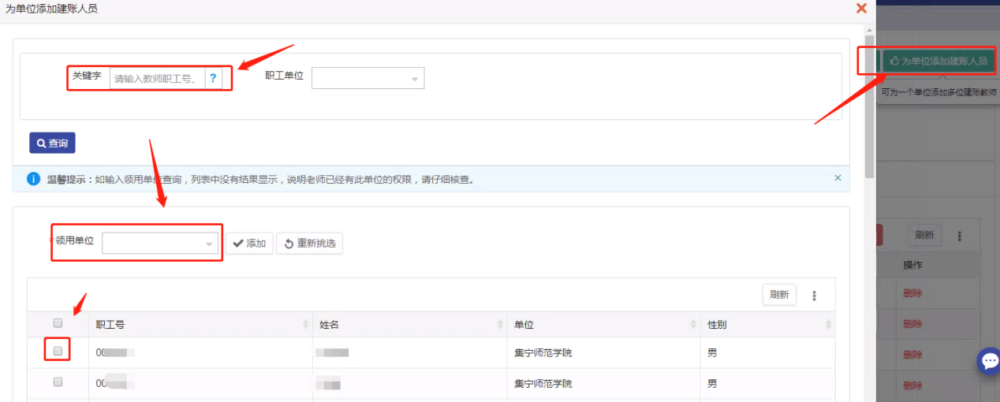 为单位添加建账人员
为单位添加建账人员
可为一个单位添加多位建账教师
关键字 请输入教师职工号、 ?
职工单位
查询
温馨提示：如输入领用单位查询，列表中没有结果显示，说明老师已经有此单位的权限，请仔细核查。
*领用单位 添加 重新挑选
刷新
职工号 姓名 单位 性别
00 集宁师范学院 男
00 集宁师范学院 男
刷新
操作
删除
删除
删除
删除